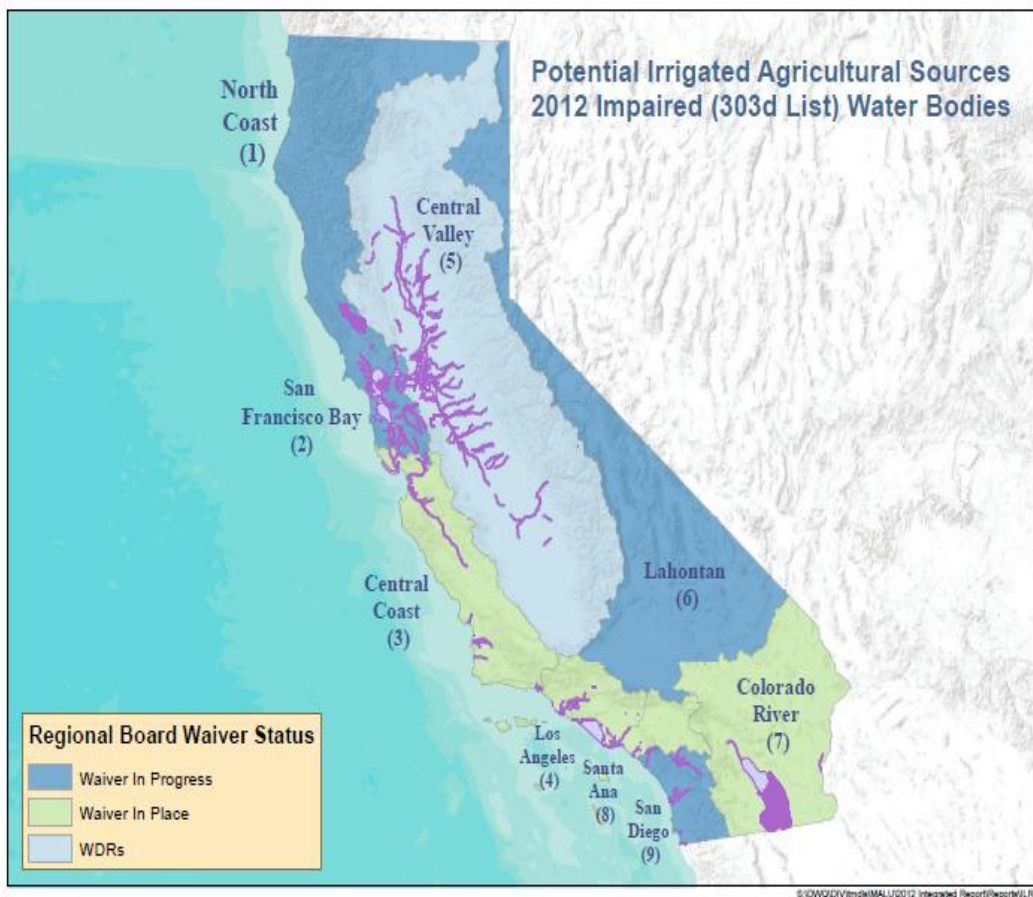 Potential Irrigated Agricultural Sources
2012 Impaired (303d List) Water Bodies
North
Coast
(1)
Central
Valley
(5)
San
Francisco Bay
(2)
Central
Coast
(3)
Lahontan
(6)
Colorado
River
(7)
Los
Angeles
(4)
Santa
Ana
(8)
San
Diego
(9)
Regional Board Waiver Status
Waiver In Progress
Waiver In Place
WDRs